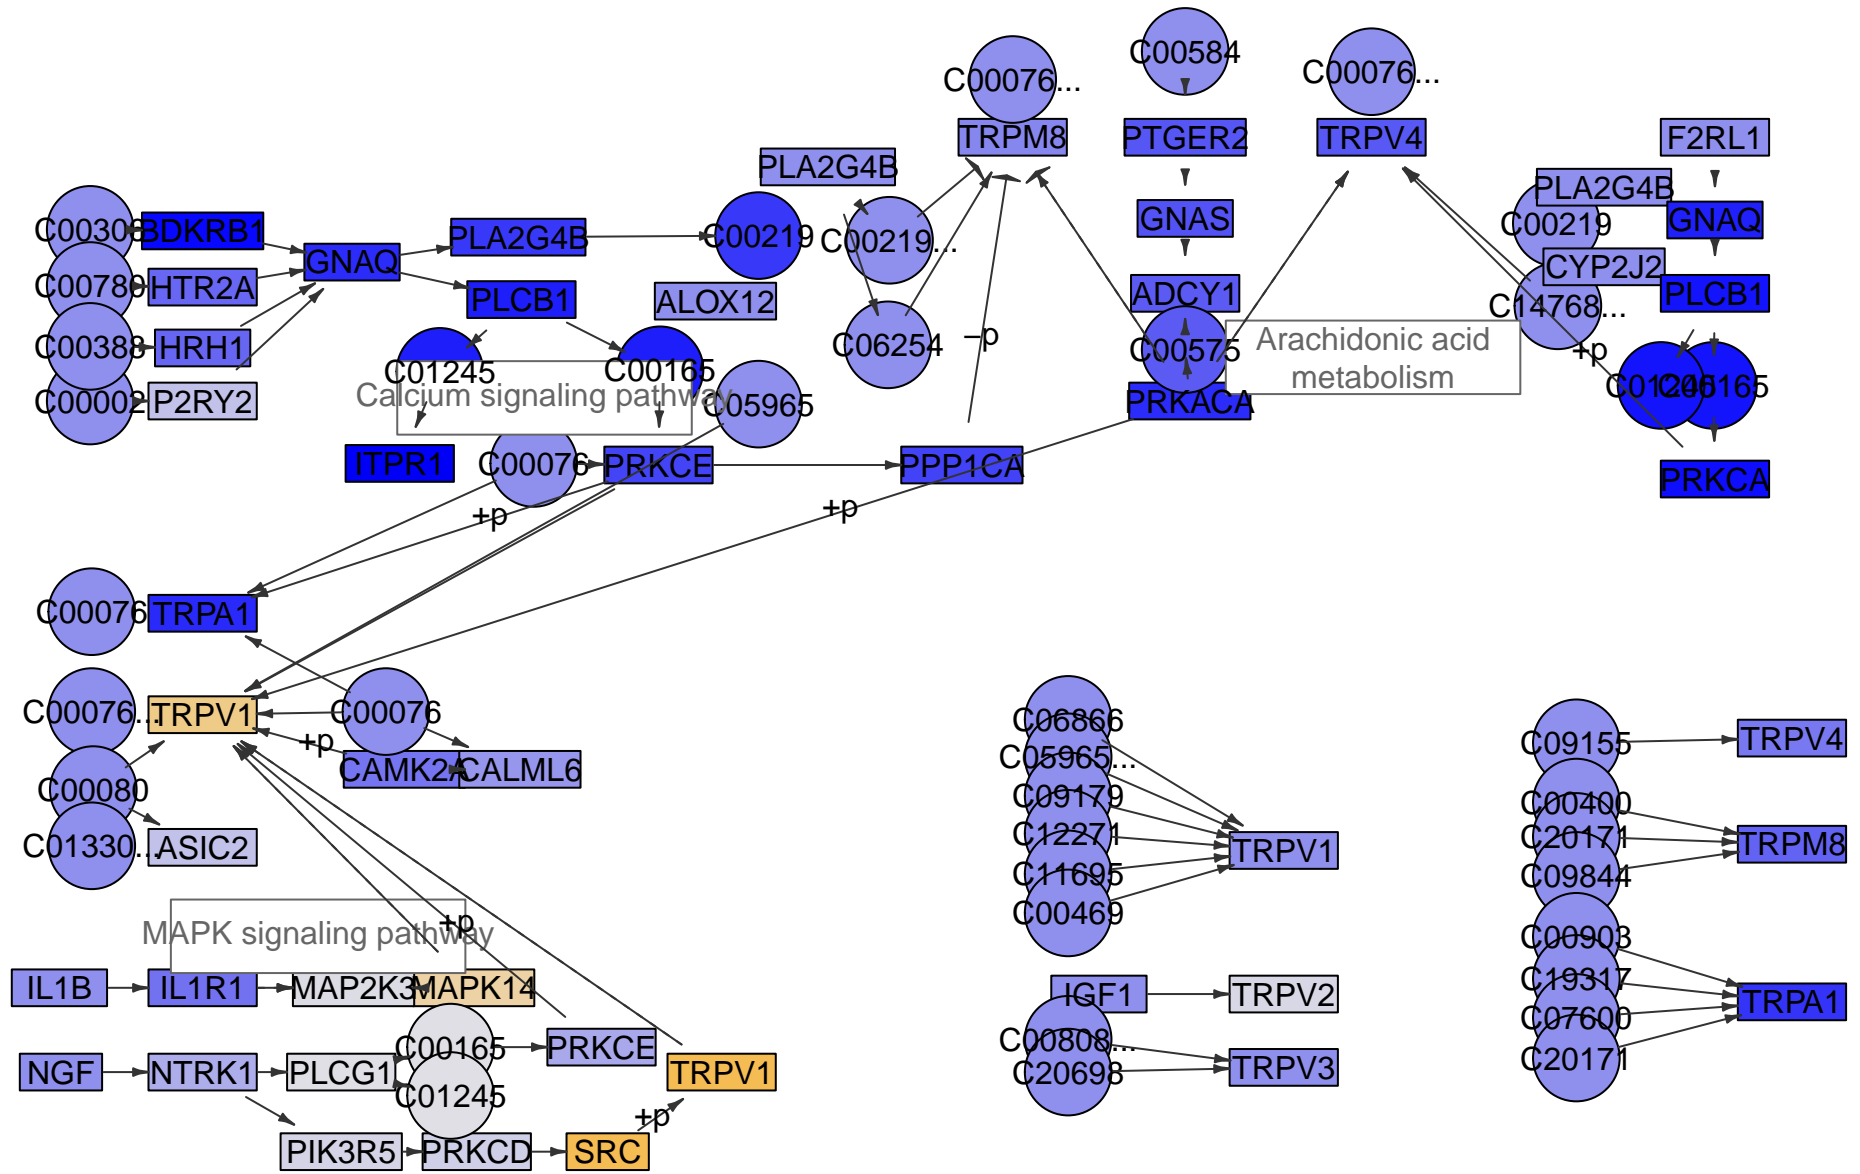 C00584
C00076...
C00076...
TRPM8
PTGER2
TRPV4
F2RL1
PLA2G4B
PLA2G4B
C00219
GNAS
GNAQ
BDKRB1
PLA2G4B
C00219
C00219...
GNAQ
CYP2J2
C00780
HTR2A
PLCB1
ALOX12
ADCY1
PLCB1
C14768...
C00388
HRH1
C06254
–p
C00575
Arachidonic acid
metabolism
+p
C01245
C00165
Calcium signaling pathway
C00002
P2RY2
C05965
PRKACA
C01245
C00165
ITPR1
C00076
PRKCE
PPP1CA
PRKCA
+p
+p
C00076
TRPA1
C00076...
TRPV1
C00076
+p
CAMK2A
CALML6
C00080
C01330...
ASIC2
C06866
C05965...
C09179
C12271
C11695
C00469
TRPV1
C09155
TRPV4
C00400
C20171
C09844
TRPM8
+p
MAPK signaling pathway
C00903
C19317
C07600
C20171
TRPA1
IL1B
IL1R1
MAP2K3
MAPK14
IGF1
TRPV2
C00165
PRKCE
C00808...
C20698
TRPV3
NGF
NTRK1
PLCG1
C01245
TRPV1
+p
PIK3R5
PRKCD
SRC